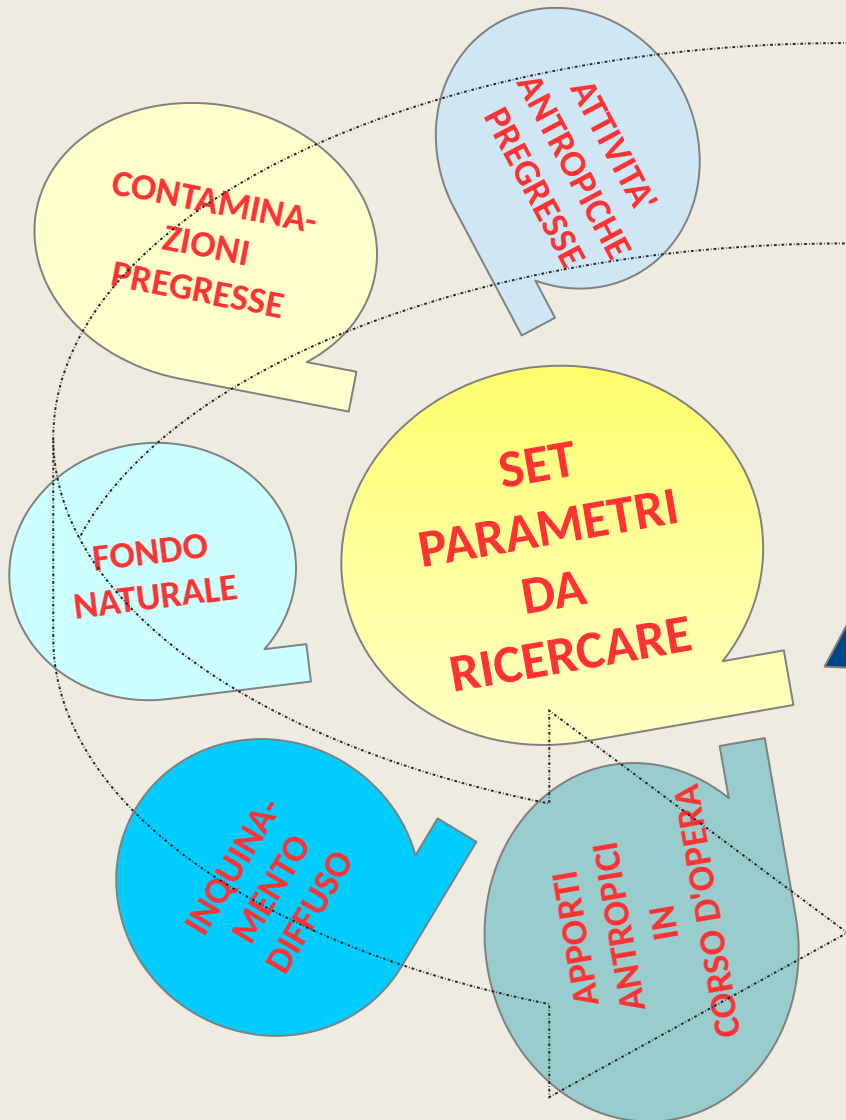 ATTIVITA'
ANTROPICHE
PREGRESSE
CONTAMINA-
ZIONI
PREGRESSE
SET
PARAMETRI
DA
RICERCARE
FONDO
NATURALE
INQUINA-
MENTO
DIFFUSO
APPORTI
ANTROPICI
IN
CORSO D'OPERA